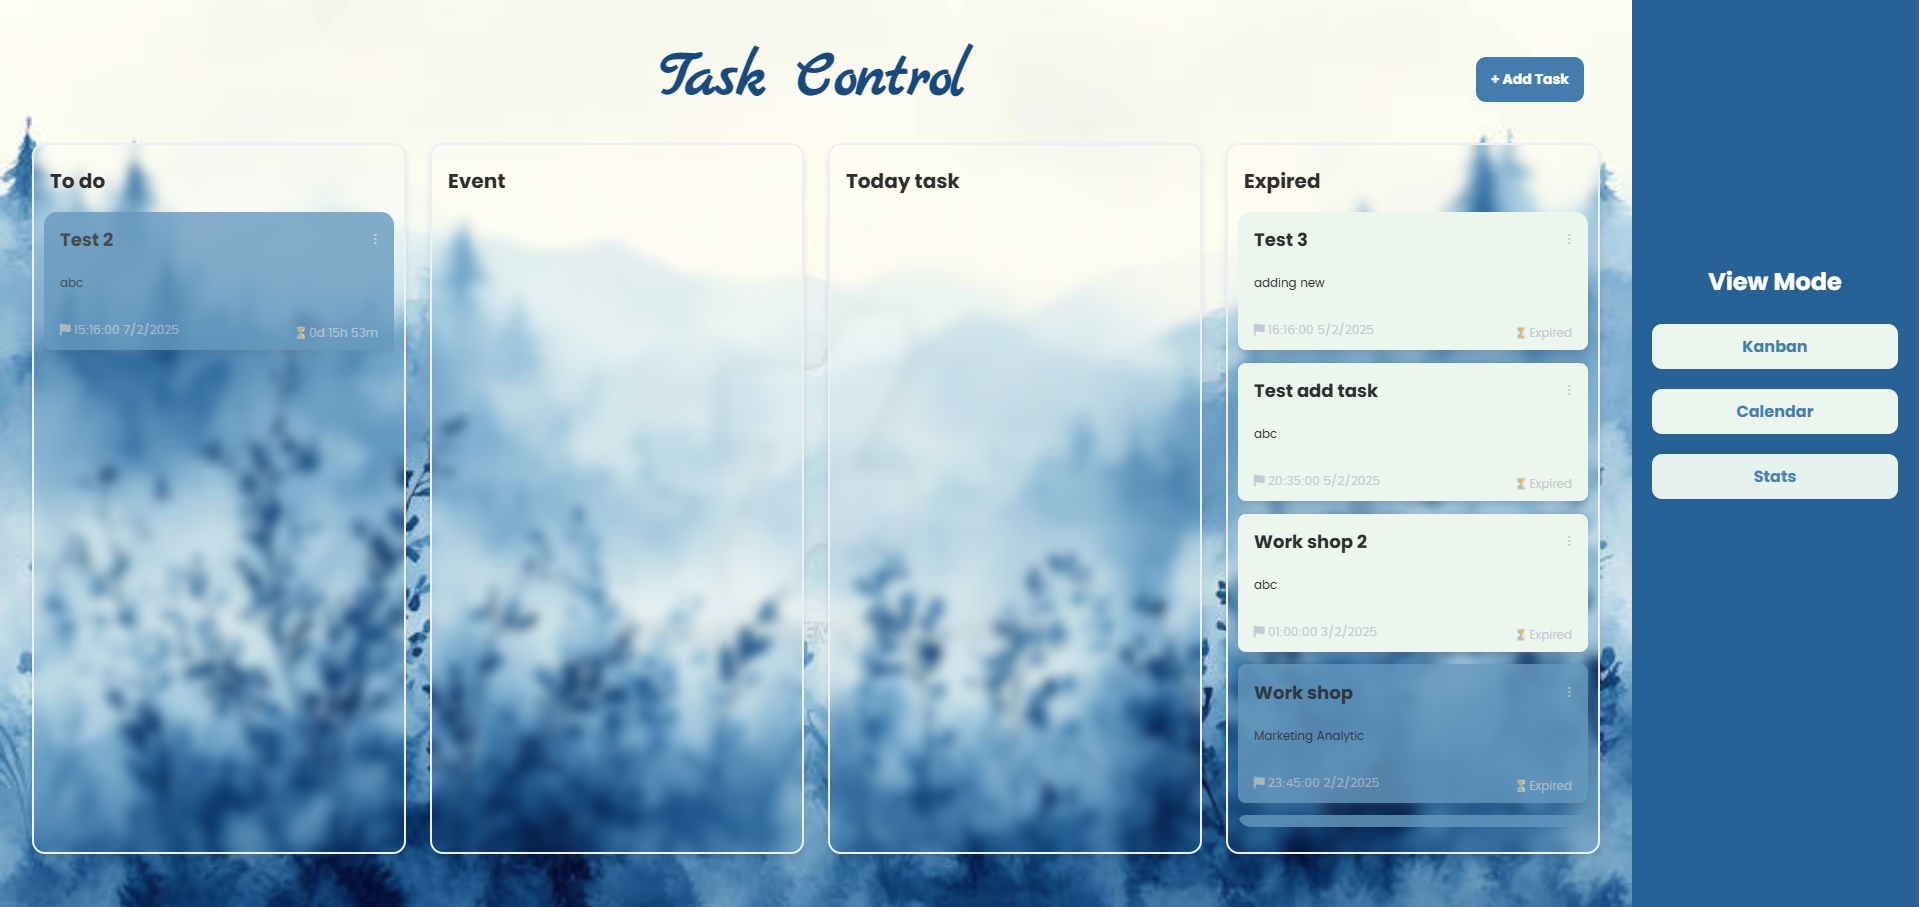 Task Control
+ Add Task
To do
Test 2
abc
15:16:00 7/2/2025
0d 15h 53m
Event
Today task
Expired
Test 3
adding new
16:16:00 5/2/2025
Expired
Test add task
abc
20:35:00 5/2/2025
Expired
Work shop 2
abc
01:00:00 3/2/2025
Expired
Work shop
Marketing Analytic
23:45:00 2/2/2025
Expired
View Mode
Kanban
Calendar
Stats